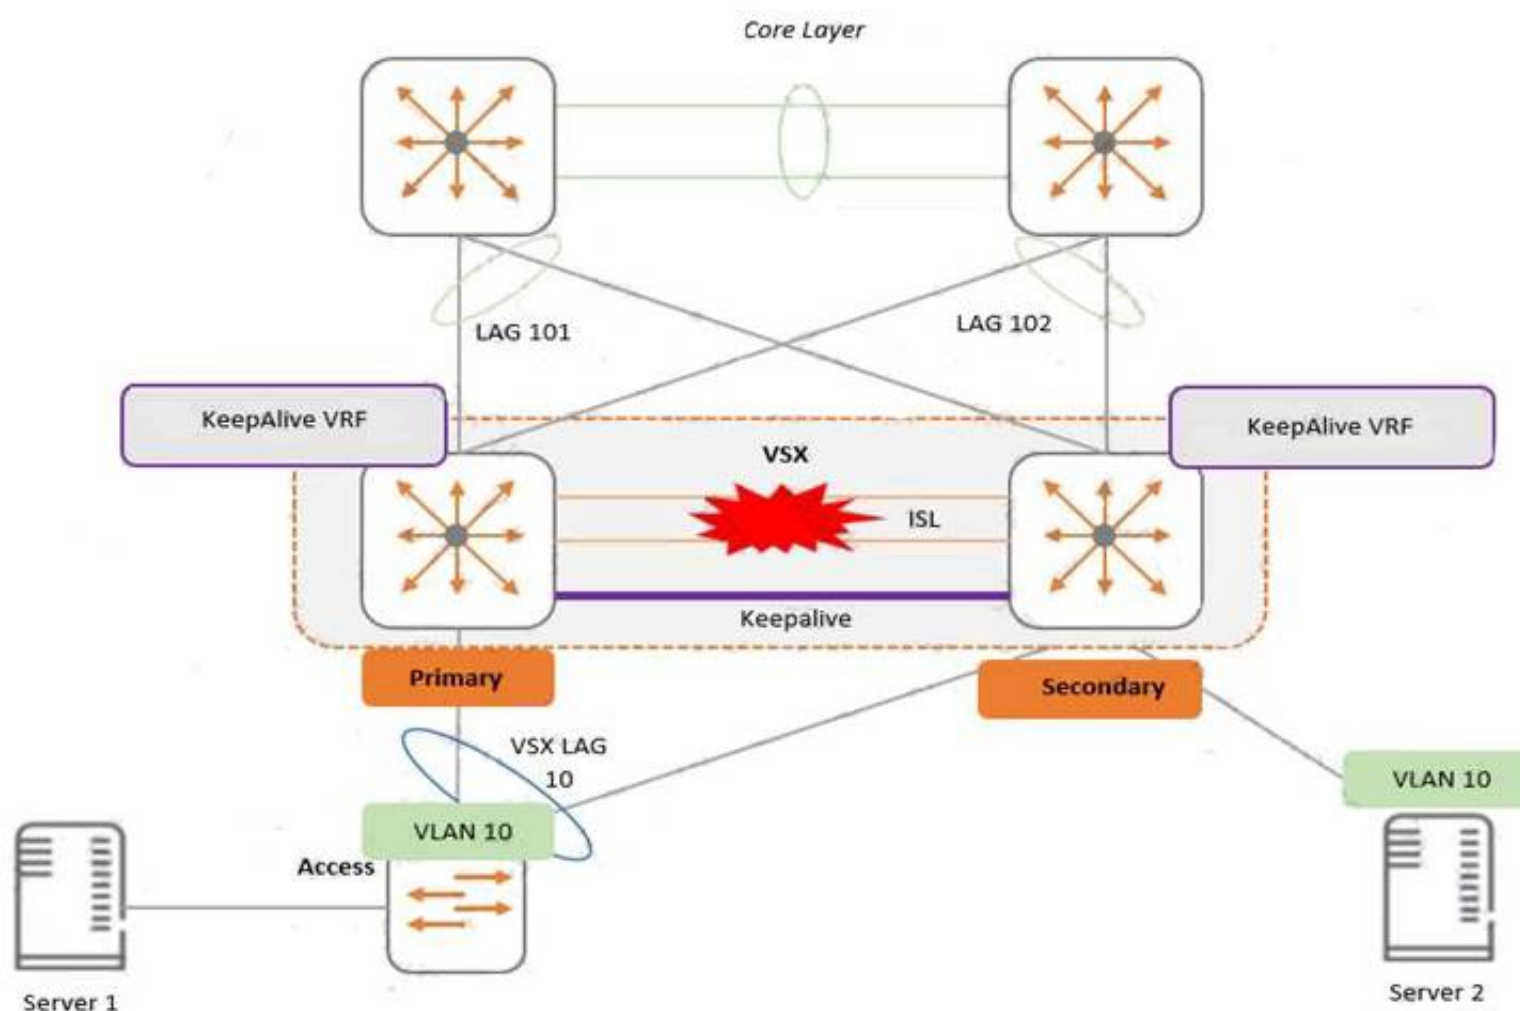 Core Layer
LAG 101
LAG 102
KeepAlive VRF
KeepAlive VRF
VSX
ISL
Keepalive
Primary
Secondary
VSX LAG
10
VLAN 10
VLAN 10
Access
Server 1
Server 2